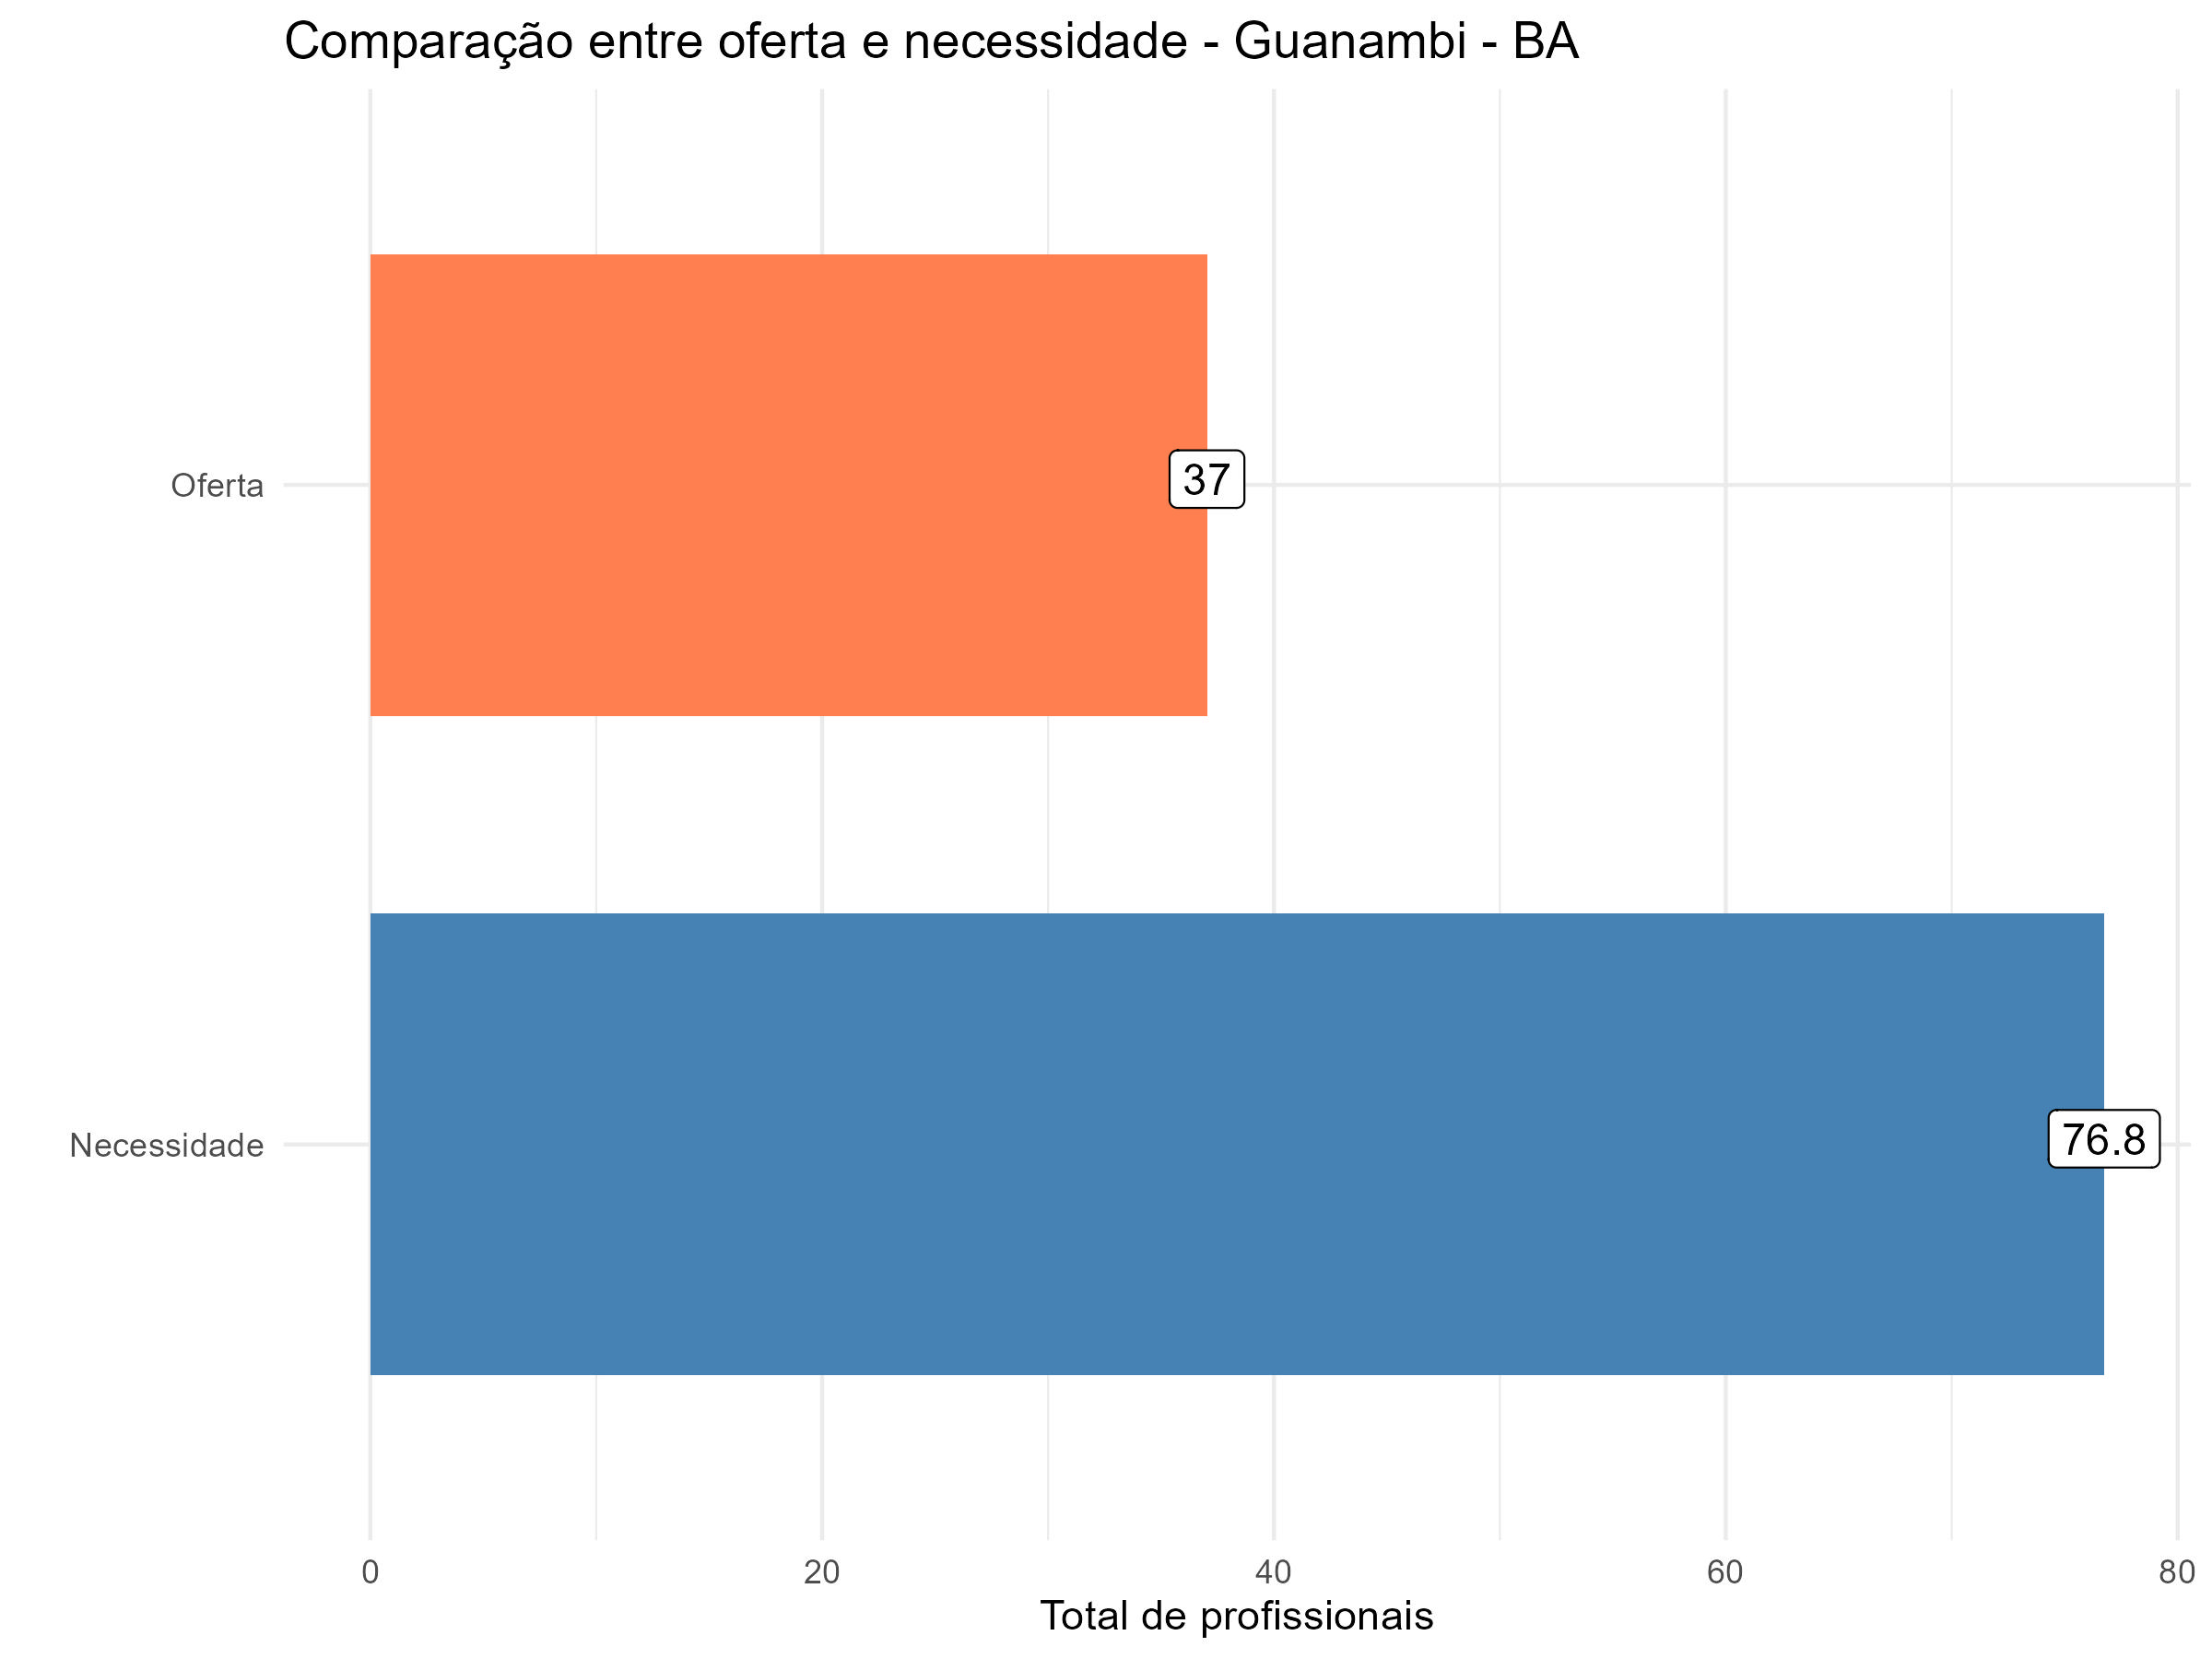 Comparação entre oferta e necessidade - Guanambi - BA
Oferta
37
Necessidade
76.8
0 20 40 60 80
Total de profissionais